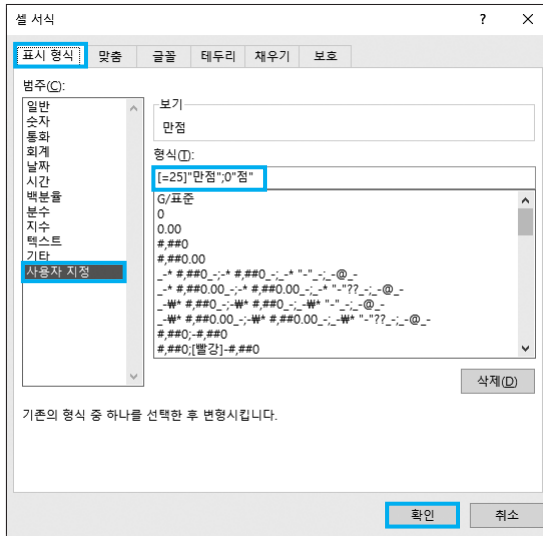 셀 서식 ? ×
표시 형식 맞춤 글꼴 테두리 채우기 보호
범주(C):
일반
숫자
통화
회계
날짜
시간
백분율
분수
지수
텍스트
기타
사용자 지정
보기
만점
형식(T):
[=25]"만점";0"점"
G/표준
0
0.00
#,##0
#,##0.00
_-* #,##0_-;-* #,##0_-;_-* "-"_-;_-@_-
_-* #,##0.00_-;-* #,##0.00_-;_-* "-"??_-;_-@_-
_-₩* #,##0_-;-₩* #,##0_-;_-₩* "-"_-;_-@_-
_-₩* #,##0.00_-;-₩* #,##0.00_-;_-₩* "-"??_-;_-@_-
#,##0;-#,##0
#,##0;[빨강]-#,##0
삭제(D)
기존의 형식 중 하나를 선택한 후 변형시킵니다.
확인 취소